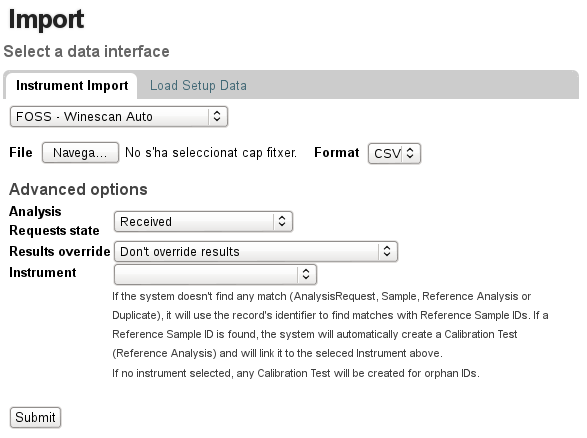 Import
Select a data interface
Instrument Import Load Setup Data
FOSS - Winescan Auto
File Navega... No s'ha seleccionat cap fitxer. Format CSV
Advanced options
Analysis
Requests state Received
Results override Don't override results
Instrument
If the system doesn't find any match (AnalysisRequest, Sample, Reference Analysis or
Duplicate), it will use the record's identifier to find matches with Reference Sample IDs. If a
Reference Sample ID is found, the system will automatically create a Calibration Test
(Reference Analysis) and will link it to the seleced Instrument above.
If no instrument selected, any Calibration Test will be created for orphan IDs.
Submit